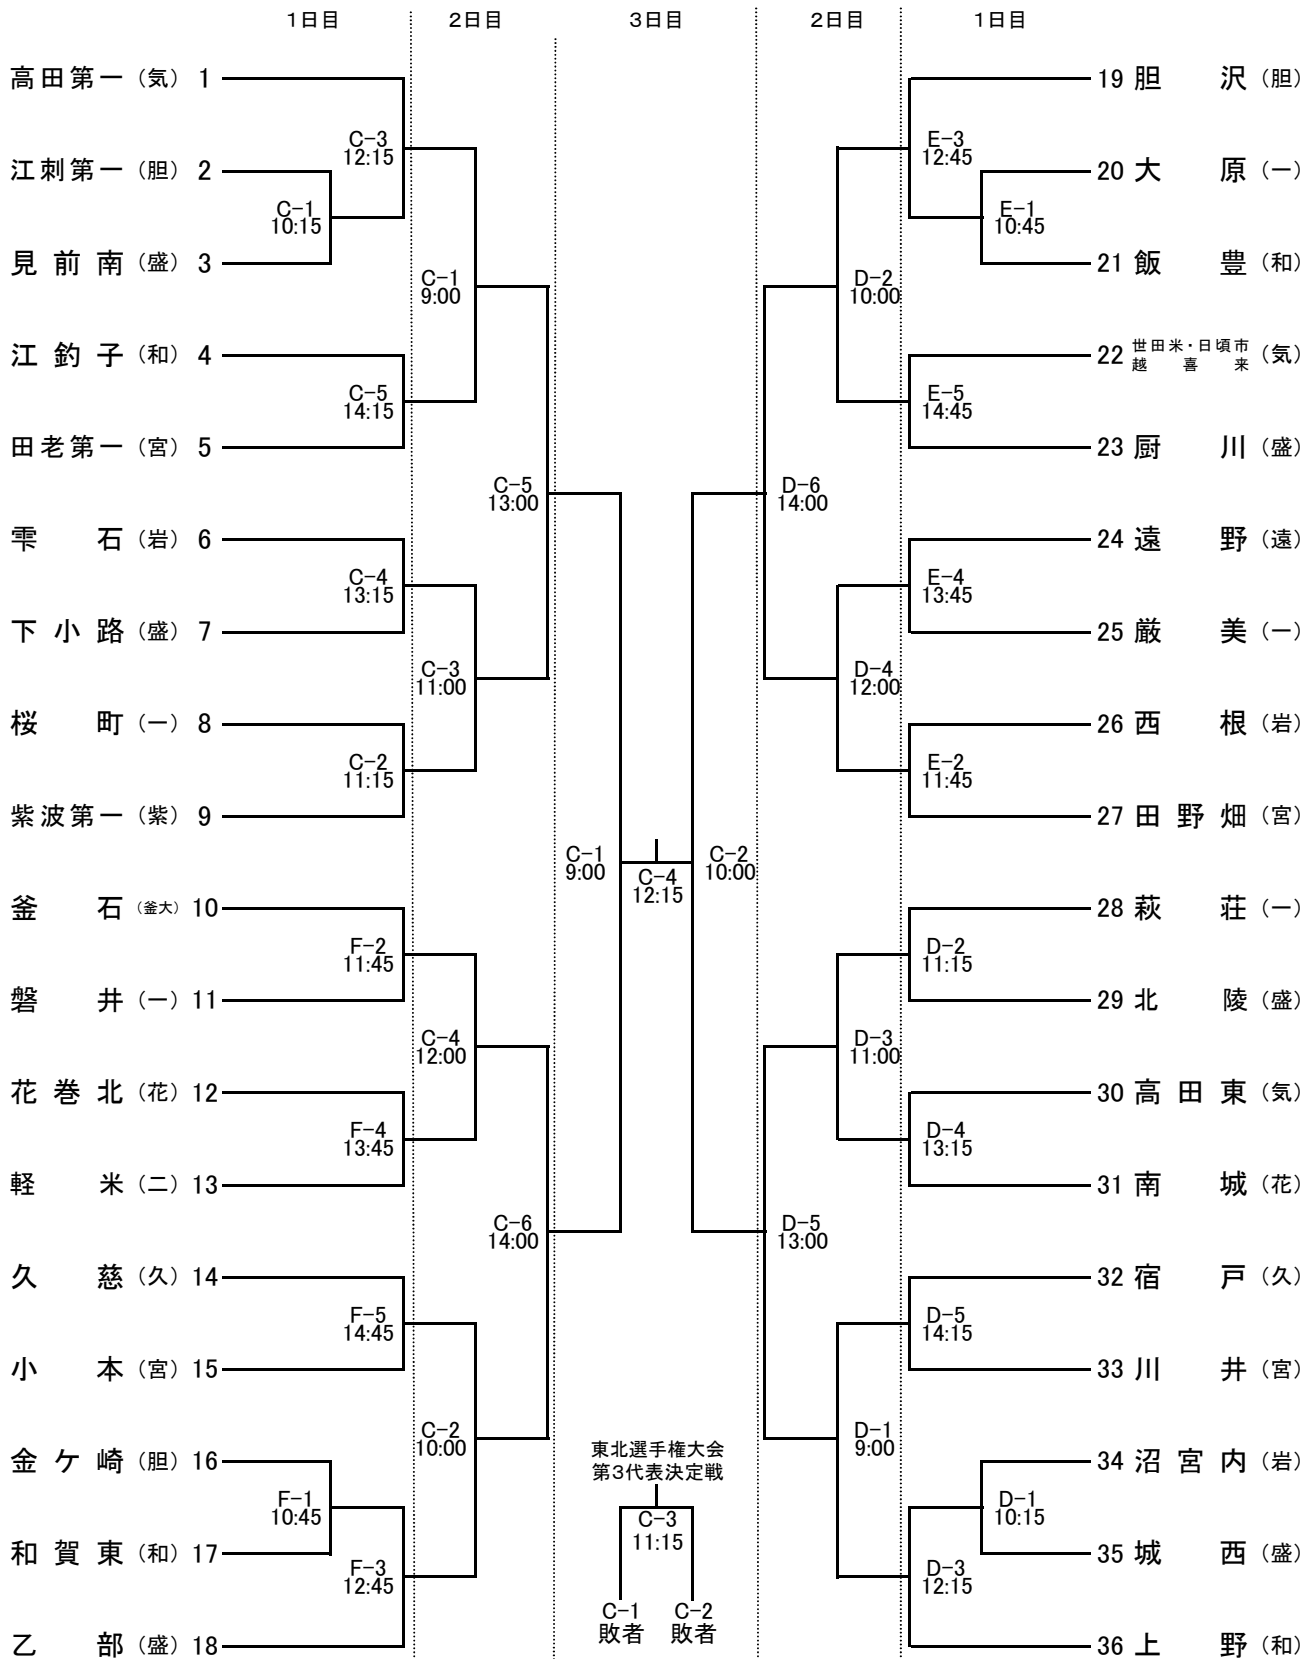 1日目 2日目 3日目 2日目 1日目
高田第一（気） 1
江刺第一（胆） 2
見前南（盛） 3
江釣子（和） 4
田老第一（宮） 5
雫石（岩） 6
下小路（盛） 7
桜町（一） 8
紫波第一（紫） 9
釜石（釜大） 10
磐井（一） 11
花巻北（花） 12
軽米（二） 13
久慈（久） 14
小本（宮） 15
金ケ崎（胆） 16
和賀東（和） 17
乙部（盛） 18
C-3
12:15
C-1
10:15
C-5
14:15
C-4
13:15
C-2
11:15
F-2
11:45
F-4
13:45
F-5
14:45
F-1
10:45
F-3
12:45
C-1
9:00
C-3
11:00
C-4
12:00
C-2
10:00
C-5
13:00
C-6
14:00
C-1
9:00
C-4
12:15
C-2
10:00
東北選手権大会
第3代表決定戦
C-3
11:15
C-1 C-2
敗者 敗者
D-6
14:00
D-5
13:00
D-2
10:00
D-4
12:00
D-3
11:00
D-1
9:00
E-3
12:45
E-1
10:45
E-5
14:45
E-4
13:45
E-2
11:45
D-2
11:15
D-4
13:15
D-5
14:15
D-1
10:15
D-3
12:15
19 胆沢（胆）
20 大原（一）
21 飯豊（和）
22 世田米・日頃市
越喜来（気）
23 厨川（盛）
24 遠野（遠）
25 厳美（一）
26 西根（岩）
27 田野畑（宮）
28 萩荘（一）
29 北陵（盛）
30 高田東（気）
31 南城（花）
32 宿戸（久）
33 川井（宮）
34 沼宮内（岩）
35 城西（盛）
36 上野（和）